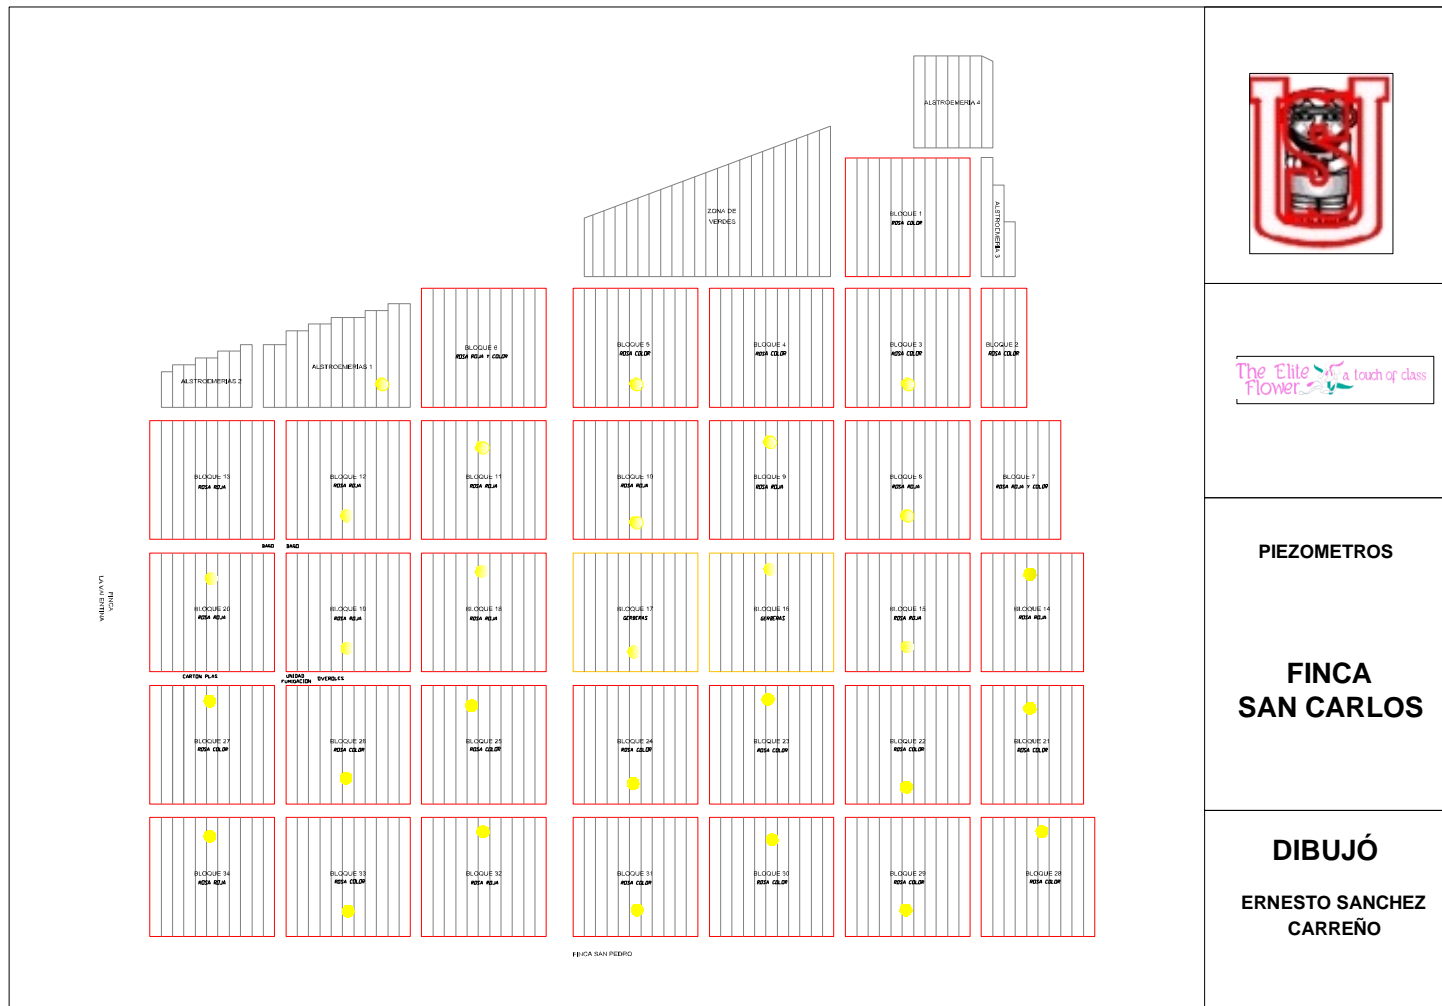 ALSTROEMERIA 4
ZONA DE
VERDES
BLOQUE 1
ROSA COLOR
ALSTROEMERIA 3
ALSTROEMERIAS 2
ALSTROEMERIAS 1
BLOQUE 6
ROSA ROJA Y COLOR
BLOQUE 5
ROSA COLOR
BLOQUE 4
ROSA COLOR
BLOQUE 3
ROSA COLOR
BLOQUE 2
ROSA COLOR
BLOQUE 13
ROSA ROJA
BLOQUE 12
ROSA ROJA
BLOQUE 11
ROSA ROJA
BLOQUE 10
ROSA ROJA
BLOQUE 9
ROSA ROJA
BLOQUE 8
ROSA ROJA
BLOQUE 7
ROSA ROJA Y COLOR
BAÑO
BAÑO
FINCA
LA VALENTINA
BLOQUE 20
ROSA ROJA
BLOQUE 19
ROSA ROJA
BLOQUE 18
ROSA ROJA
BLOQUE 17
GERBERAS
BLOQUE 16
GERBERAS
BLOQUE 15
ROSA ROJA
BLOQUE 14
ROSA ROJA
CARTON PLAS
UNIDAD
FUMIGACION
OVEROLES
BLOQUE 27
ROSA COLOR
BLOQUE 26
ROSA COLOR
BLOQUE 25
ROSA COLOR
BLOQUE 24
ROSA COLOR
BLOQUE 23
ROSA COLOR
BLOQUE 22
ROSA COLOR
BLOQUE 21
ROSA COLOR
BLOQUE 34
ROSA ROJA
BLOQUE 33
ROSA COLOR
BLOQUE 32
ROSA ROJA
BLOQUE 31
ROSA COLOR
BLOQUE 30
ROSA COLOR
BLOQUE 29
ROSA COLOR
BLOQUE 28
ROSA COLOR
FINCA SAN PEDRO
The Elite
Flower
a touch of class
PIEZOMETROS
FINCA
SAN CARLOS
DIBUJÓ
ERNESTO SANCHEZ
CARREÑO